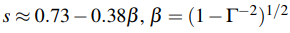 s ≈ 0.73 − 0.38β, β = (1 − Γ⁻²)¹/²